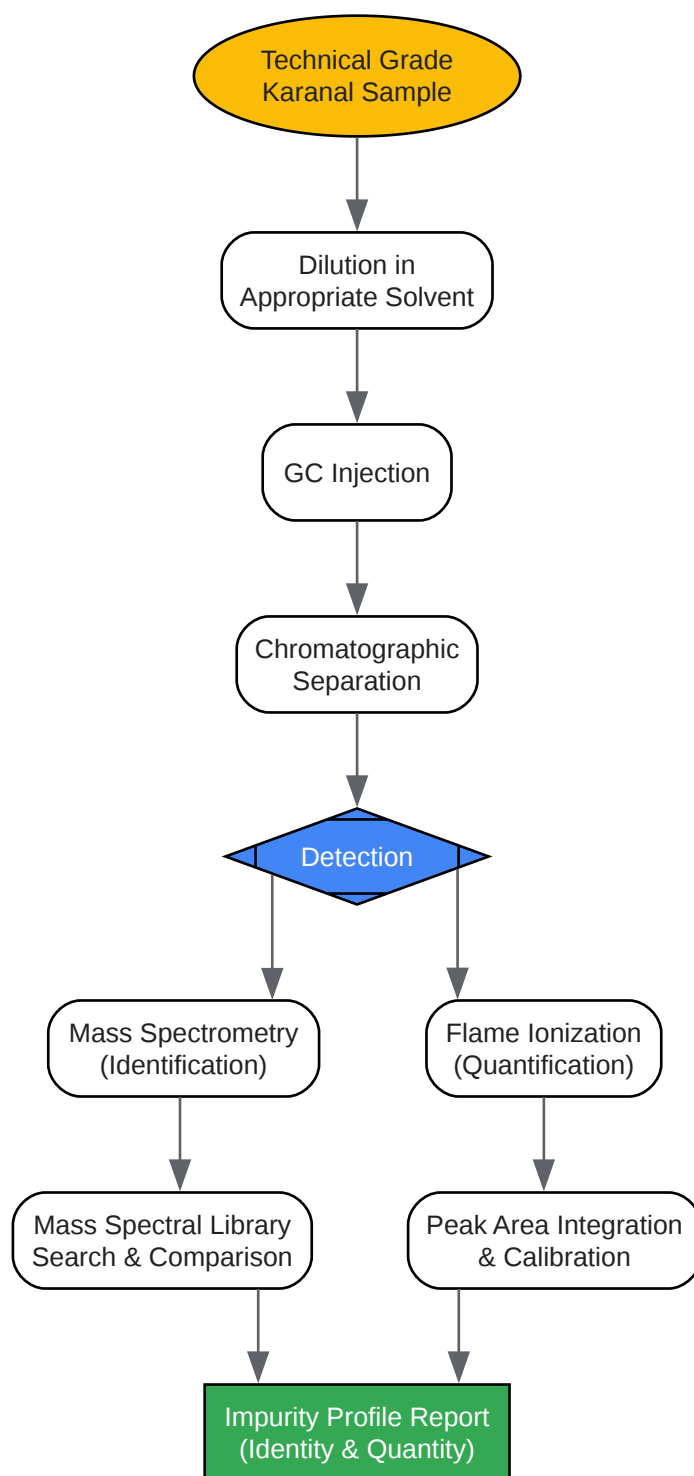 Technical Grade
Karanal Sample
Dilution in
Appropriate Solvent
GC Injection
Chromatographic
Separation
Detection
Mass Spectrometry
(Identification)
Flame Ionization
(Quantification)
Mass Spectral Library
Search & Comparison
Peak Area Integration
& Calibration
Impurity Profile Report
(Identity & Quantity)